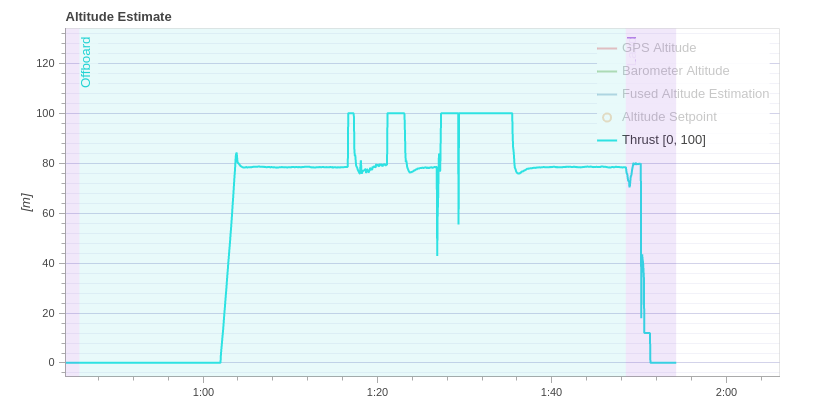 Altitude Estimate
Offboard
GPS Altitude
Barometer Altitude
Fused Altitude Estimation
Altitude Setpoint
Thrust [0, 100]
[m]
120
100
80
60
40
20
0
1:00
1:20
1:40
2:00